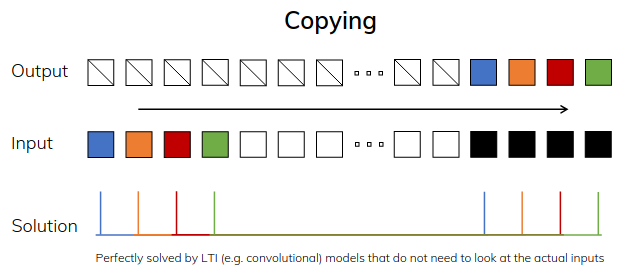 Copying
Output
Input
Solution
Perfectly solved by LTI (e.g. convolutional) models that do not need to look at the actual inputs